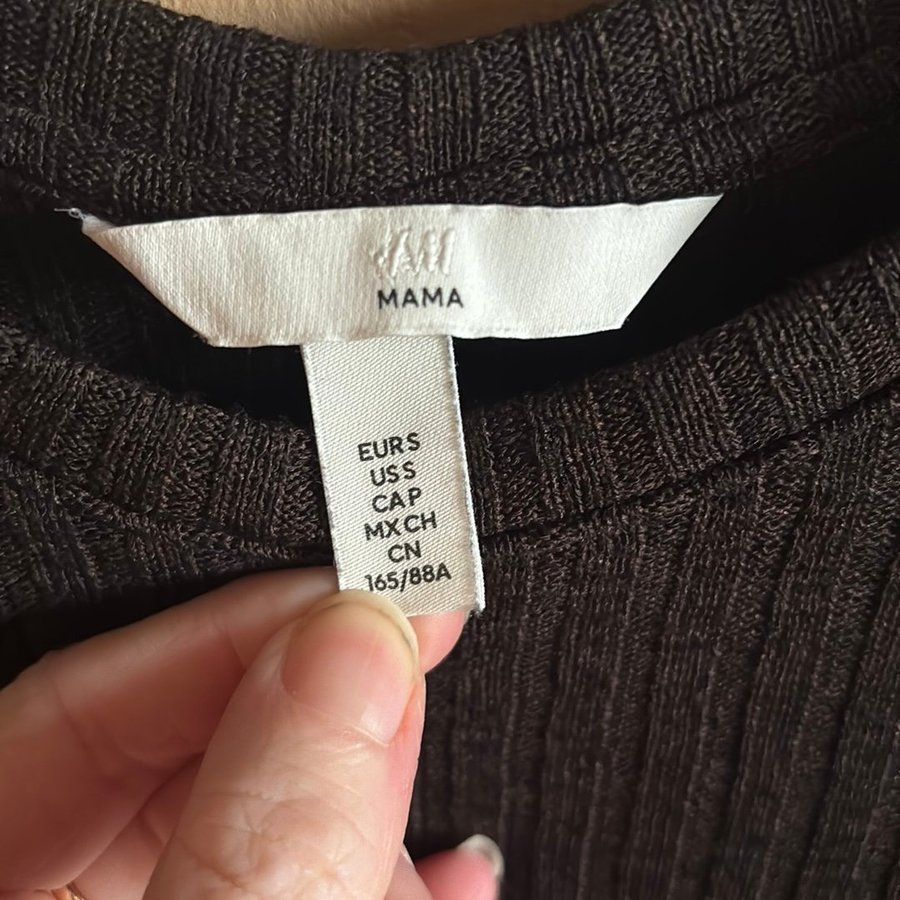 H&M
MAMA
EUR S
US S
CA P
MX CH
CN
165/88A